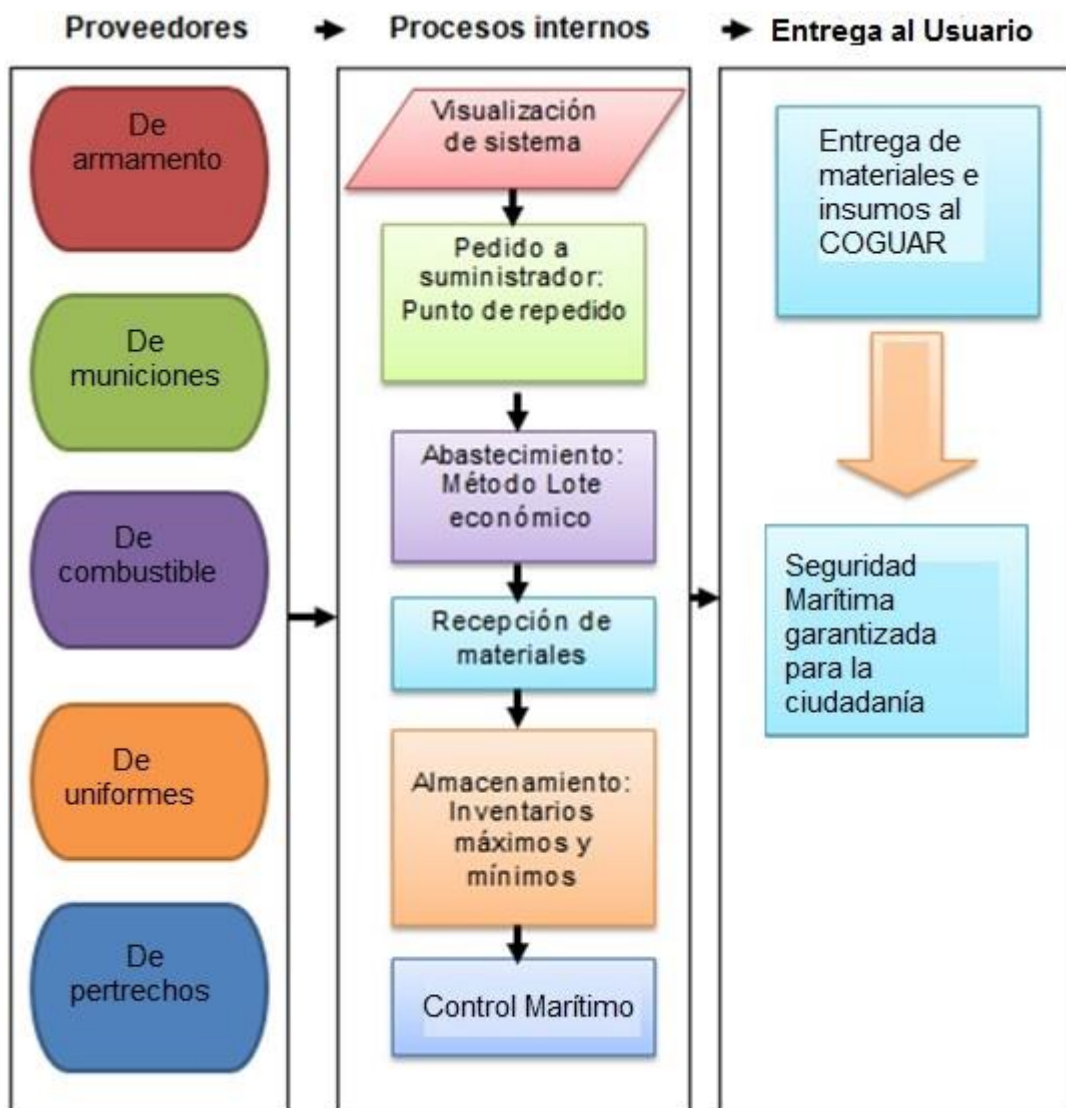 Proveedores
Procesos internos
Entrega al Usuario
De
armamento
De
municiones
De
combustible
De
uniformes
De
pertrechos
Visualización
de sistema
Pedido a
suministrador:
Punto de repedido
Abastecimiento:
Método Lote
económico
Recepción de
materiales
Almacenamiento:
Inventarios
máximos y
mínimos
Control Marítimo
Entrega de
materiales e
insumos al
COGUAR
Seguridad
Marítima
garantizada
para la
ciudadanía